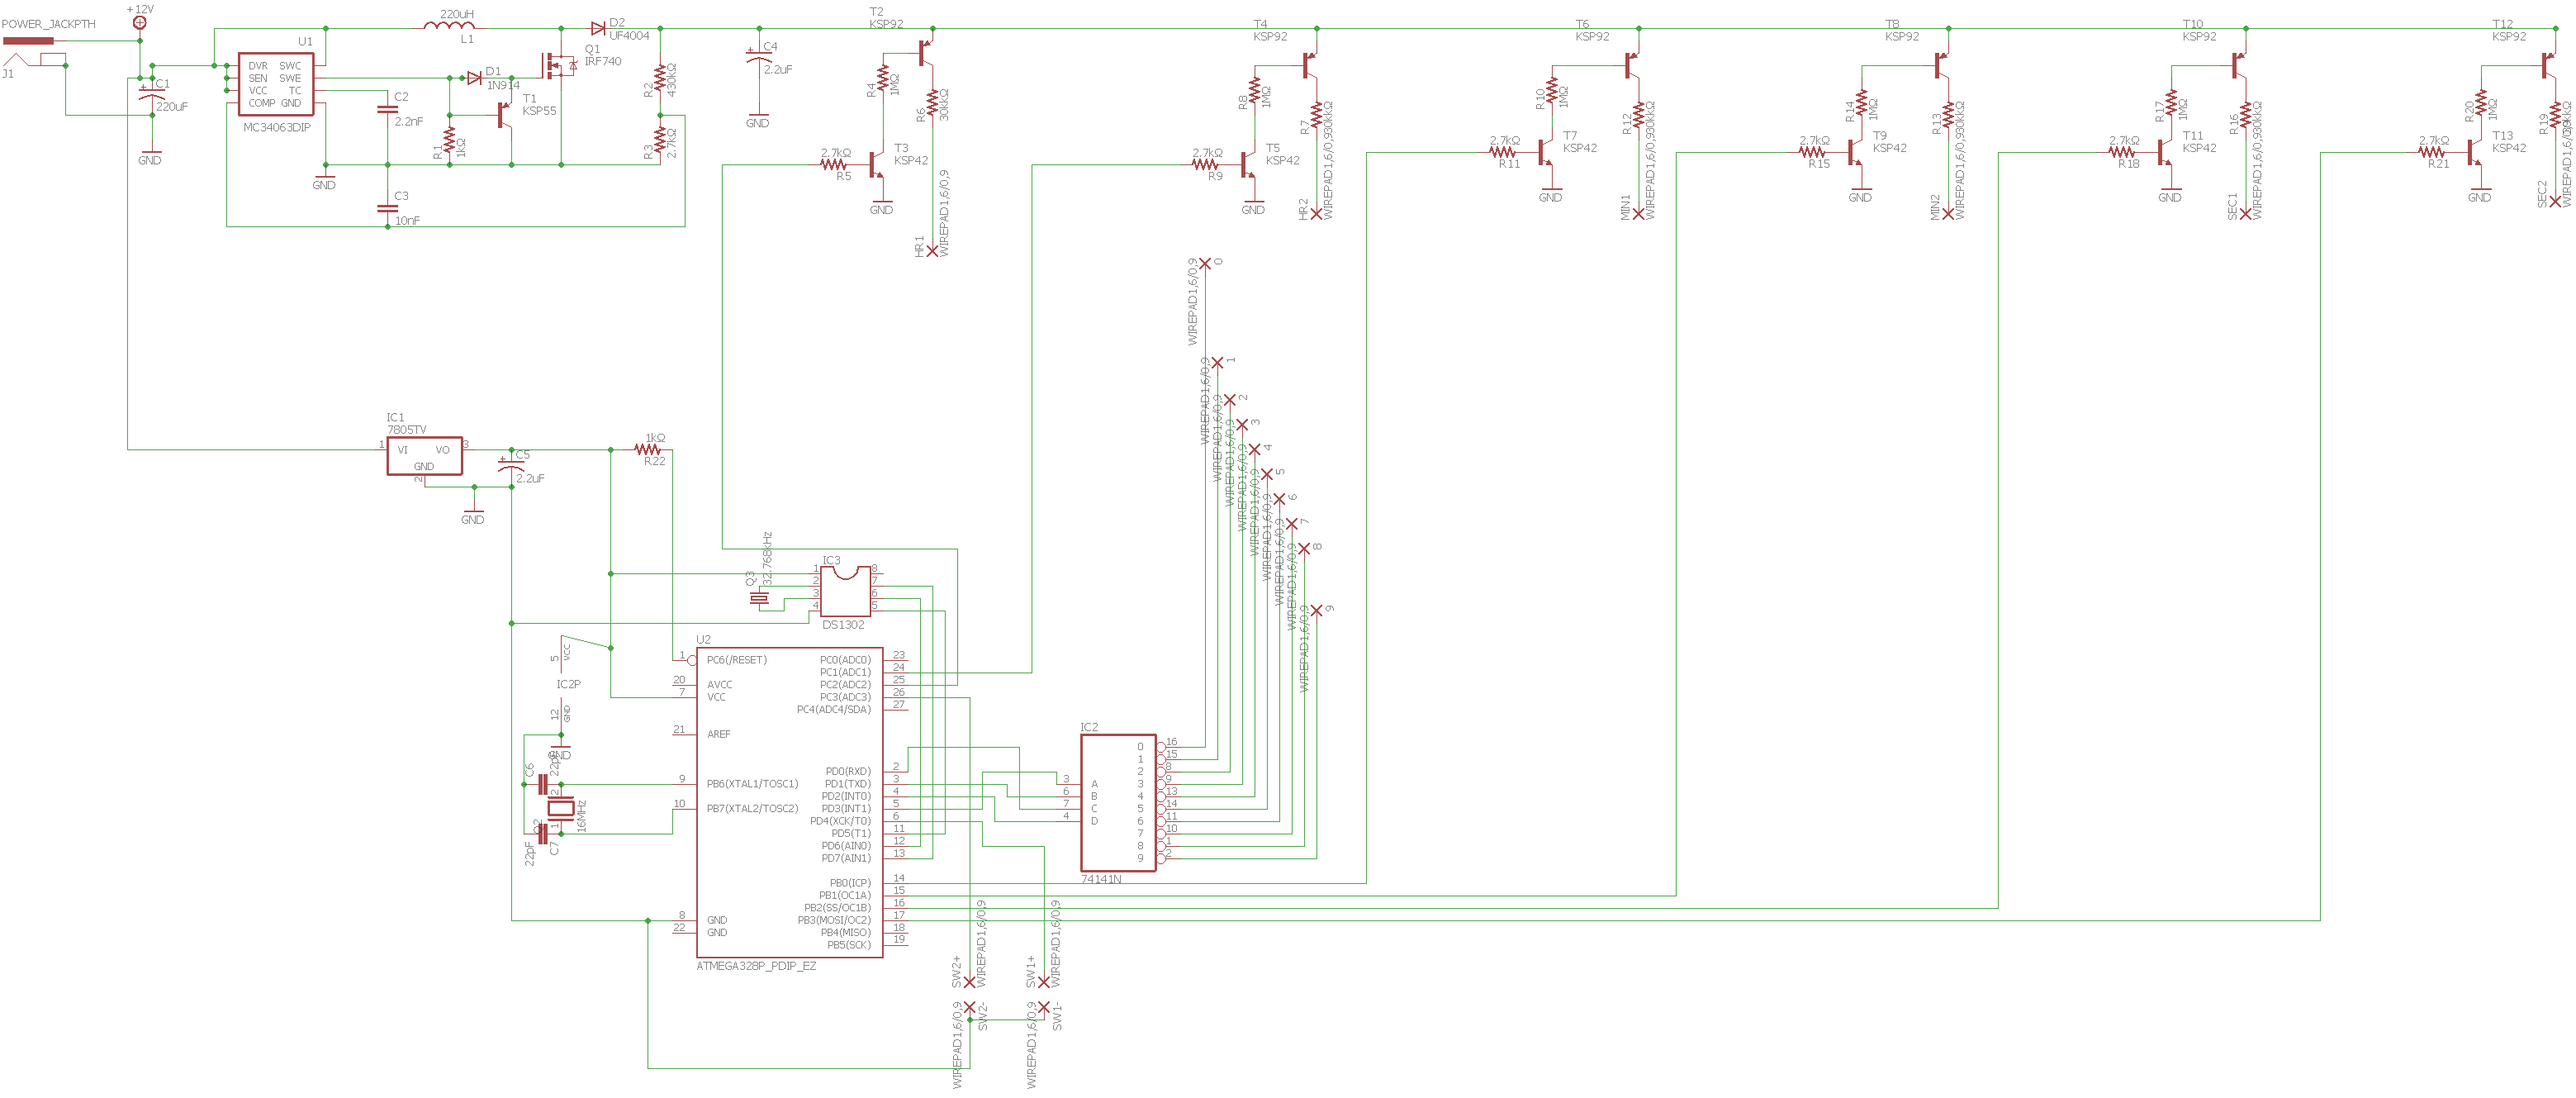 +12V
POWER_JACKPTH
J1
C1
220uF
GND
U1
DVR SWC
SEN SWE
VCC TC
COMP GND
MC34063DIP
GND
220uH
L1
D1
1N914
C2
2.2nF
C3
10nF
R1
1kΩ
T1
KSP55
Q1
IRF740
D2
UF4004
R2
430kΩ
R3
2.7kΩ
C4
2.2uF
GND
T2
KSP92
R4
1MΩ
R6
30kkΩ
2.7kΩ
R5
T3
KSP42
GND
HR1
WIREPAD1,6/0,9
T4
KSP92
R8
1MΩ
R7
30kkΩ
2.7kΩ
R9
T5
KSP42
GND
HR2
WIREPAD1,6/0,9
T6
KSP92
R10
1MΩ
R12
30kkΩ
2.7kΩ
R11
T7
KSP42
GND
MIN1
WIREPAD1,6/0,9
T8
KSP92
R14
1MΩ
R13
30kkΩ
2.7kΩ
R15
T9
KSP42
GND
MIN2
WIREPAD1,6/0,9
T10
KSP92
R17
1MΩ
R16
30kkΩ
2.7kΩ
R18
T11
KSP42
GND
SEC1
WIREPAD1,6/0,9
T12
KSP92
R20
1MΩ
R19
2.7kΩ
R21
T13
KSP42
GND
SEC2
WIREPAD1,6/0,9
IC1
7805TV
1 VI VO 3
GND
2
C5
2.2uF
GND
1kΩ
R22
Q3
32.768kHz
IC3
1 8
2 7
3 6
4 5
DS1302
5 VCC
IC2P
12 GND
GND
C6
22pF
2
1
16MHz
Q2
C7
22pF
U2
1 PC6(/RESET)
20 AVCC
7 VCC
21 AREF
9 PB6(XTAL1/TOSC1)
10 PB7(XTAL2/TOSC2)
8 GND
22 GND
PC0(ADC0) 23
PC1(ADC1) 24
PC2(ADC2) 25
PC3(ADC3) 26
PC4(ADC4/SDA) 27
PD0(RXD) 2
PD1(TXD) 3
PD2(INT0) 4
PD3(INT1) 5
PD4(XCK/T0) 6
PD5(T1) 11
PD6(AIN0) 12
PD7(AIN1) 13
PB0(ICP) 14
PB1(OC1A) 15
PB2(SS/OC1B) 16
PB3(MOSI/OC2) 17
PB4(MISO) 18
PB5(SCK) 19
ATMEGA328P_PDIP_EZ
IC2
3 A
6 B
7 C
4 D
0 16
1 15
2 8
3 9
4 13
5 14
6 11
7 10
8 1
9 2
74141N
WIREPAD1,6/0,9 0
WIREPAD1,6/0,9 1
WIREPAD1,6/0,9 2
WIREPAD1,6/0,9 3
WIREPAD1,6/0,9 4
WIREPAD1,6/0,9 5
WIREPAD1,6/0,9 6
WIREPAD1,6/0,9 7
WIREPAD1,6/0,9 8
WIREPAD1,6/0,9 9
SW2+
WIREPAD1,6/0,9
SW1+
WIREPAD1,6/0,9
WIREPAD1,6/0,9
SW2-
WIREPAD1,6/0,9
SW1-